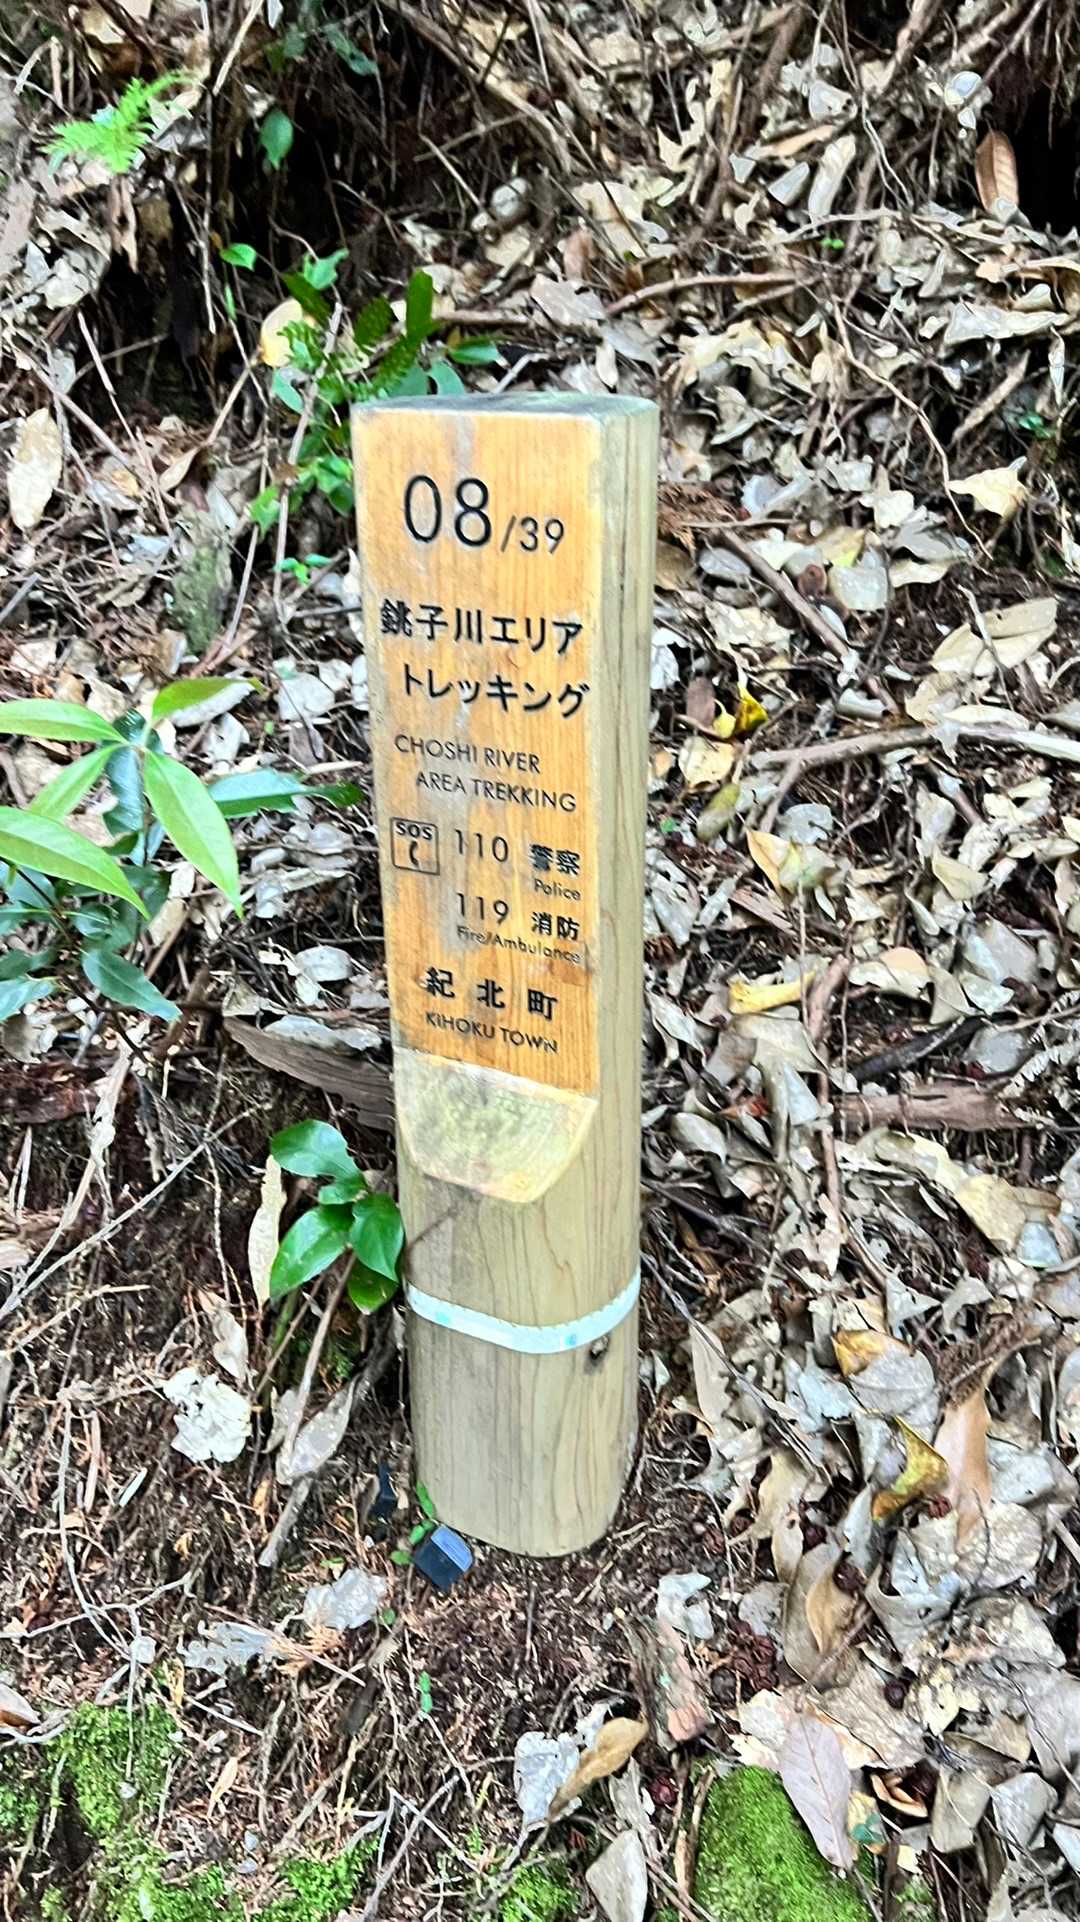 08/39
銚子川エリア
トレッキング
CHOSHI RIVER
AREA TREKKING
SOS 110 警察
Police
119 消防
Fire/Ambulance
紀北町
KIHOKU TOWN